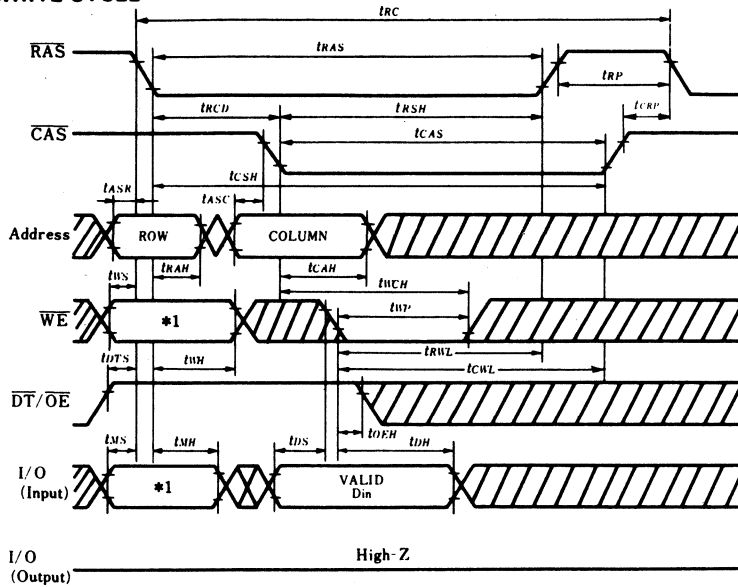 tRC
RAS
tRAS
tRP
tRCD
tRSH
tCRP
CAS
tCAS
tCSH
tASR
tASC
Address
ROW
COLUMN
tRAH
tCAH
tWS
tWCH
WE
*1
tWP
tRWL
tDTS
tWH
tCWL
DT/OE
tOEH
tMS
tMH
tDS
tDH
I/O
(Input)
*1
VALID
Din
I/O
(Output)
High-Z